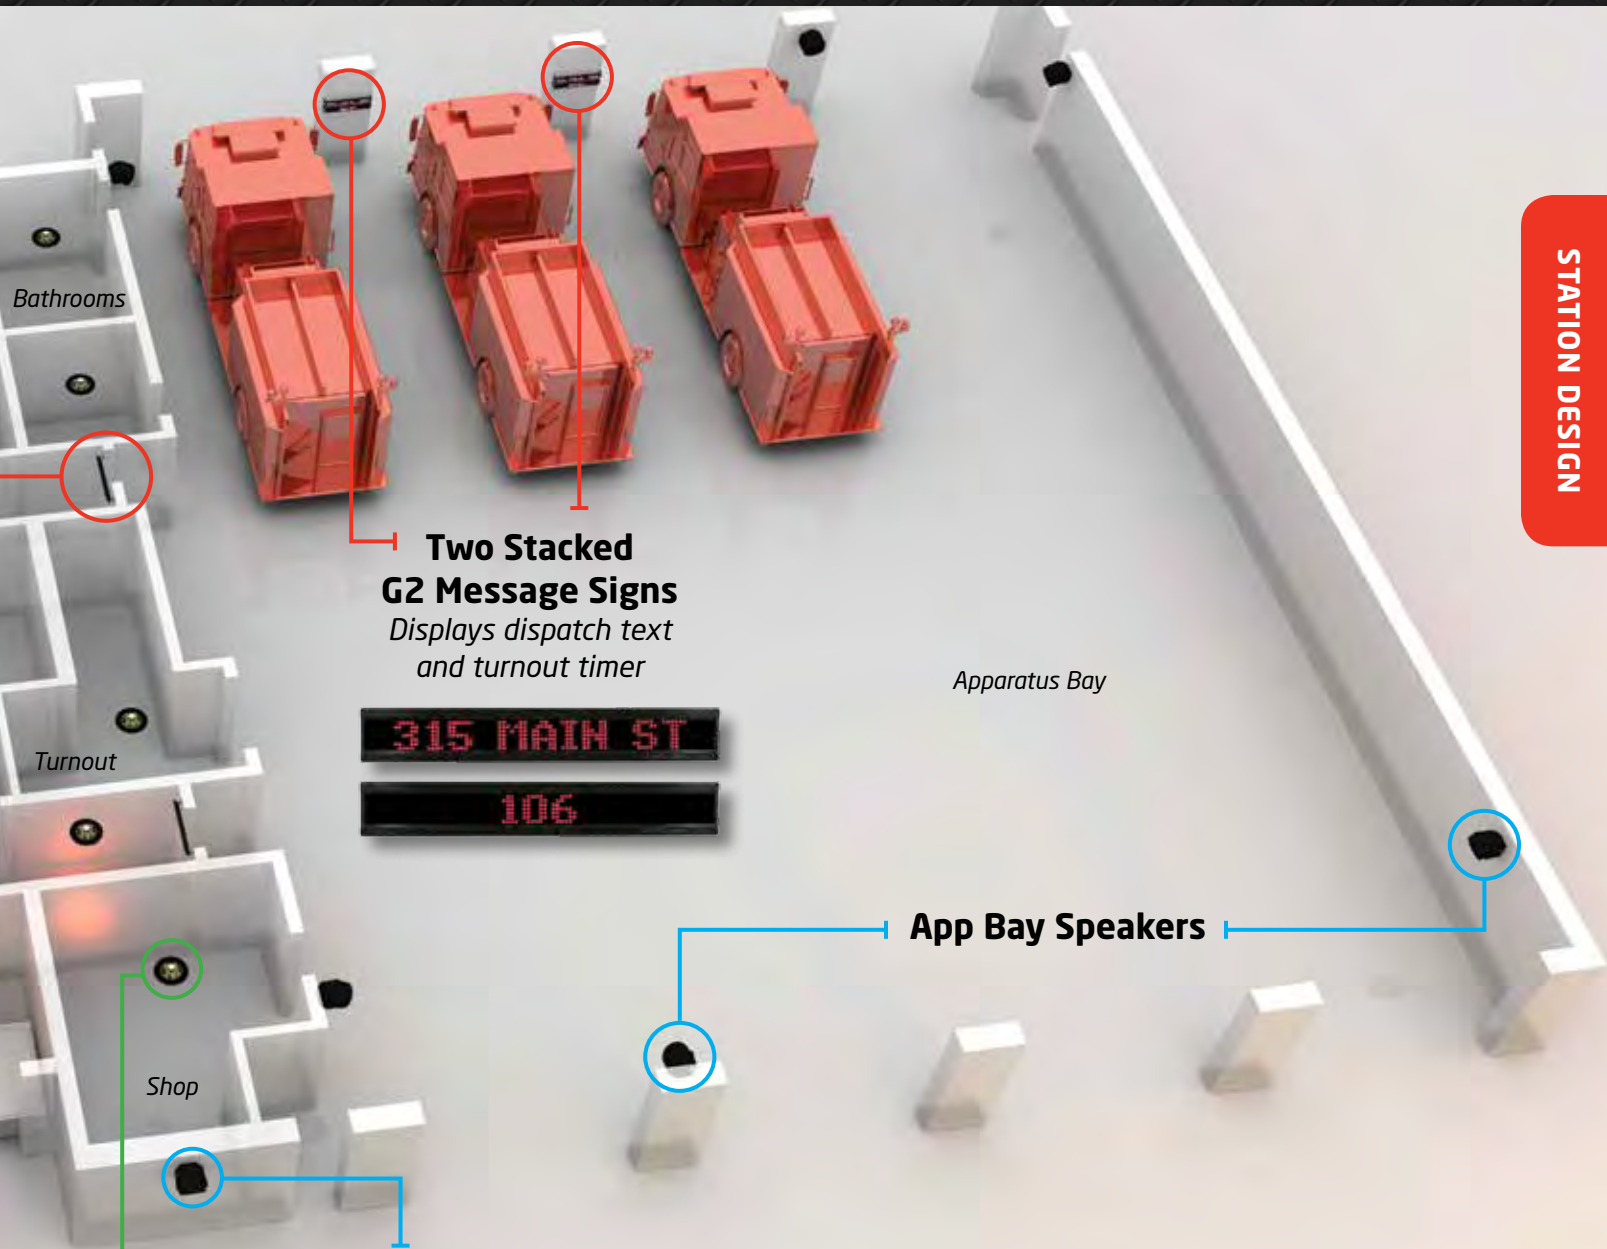 STATION DESIGN
Bathrooms
Two Stacked
G2 Message Signs
Displays dispatch text
and turnout timer
Apparatus Bay
315 MAIN ST
Turnout
106
App Bay Speakers
Shop